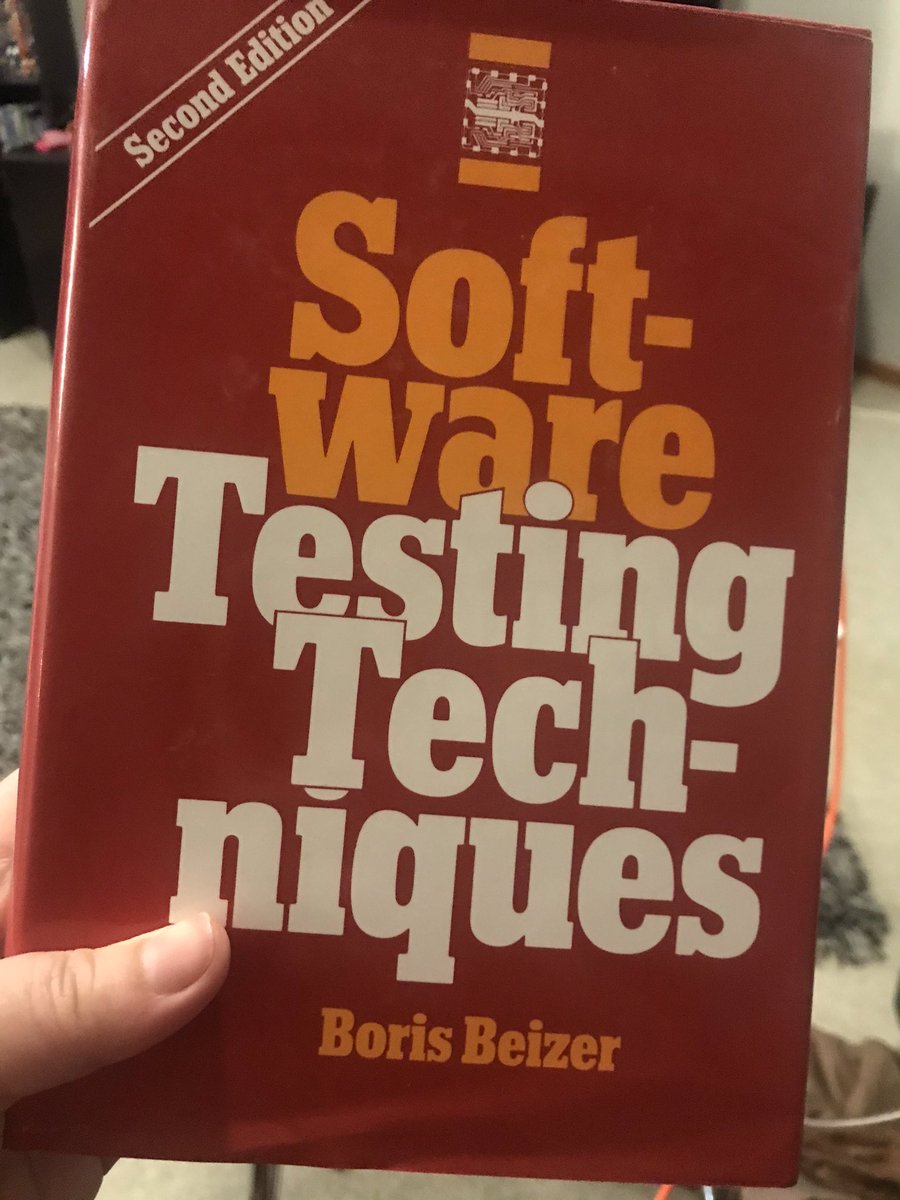 Second Edition
Soft-
ware
Testing
Tech-
niques
Boris Beizer